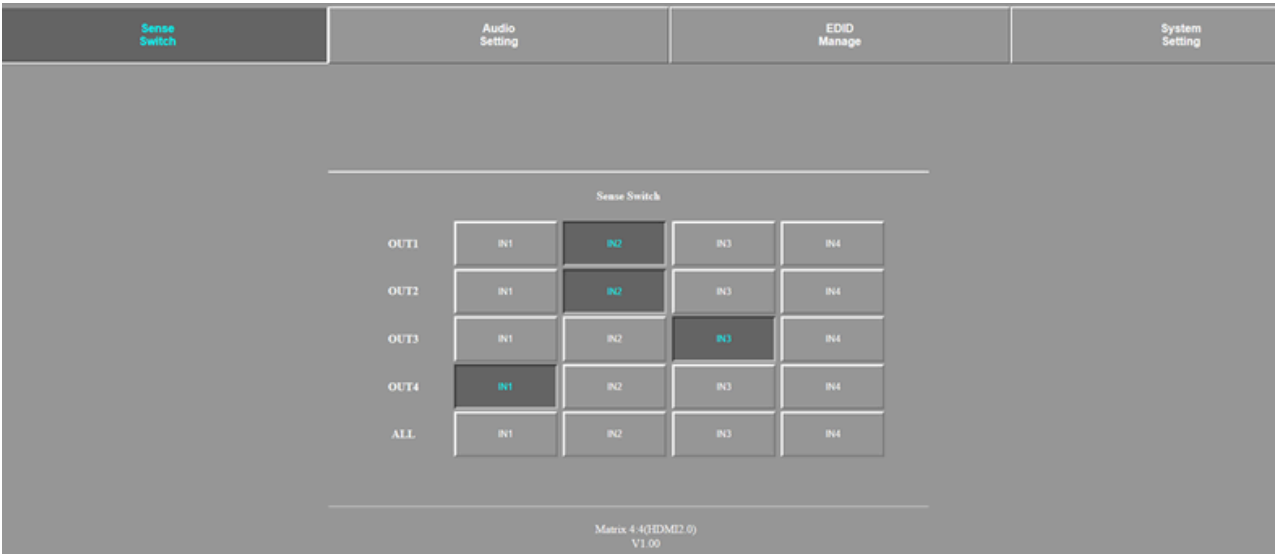 Sense
Switch
Audio
Setting
EDID
Manage
System
Setting
Sense Switch
OUT1 IN1 IN2 IN3 IN4
OUT2 IN1 IN2 IN3 IN4
OUT3 IN1 IN2 IN3 IN4
OUT4 IN1 IN2 IN3 IN4
ALL IN1 IN2 IN3 IN4
Matrix 4:4(HDMI2.0)
V1.00